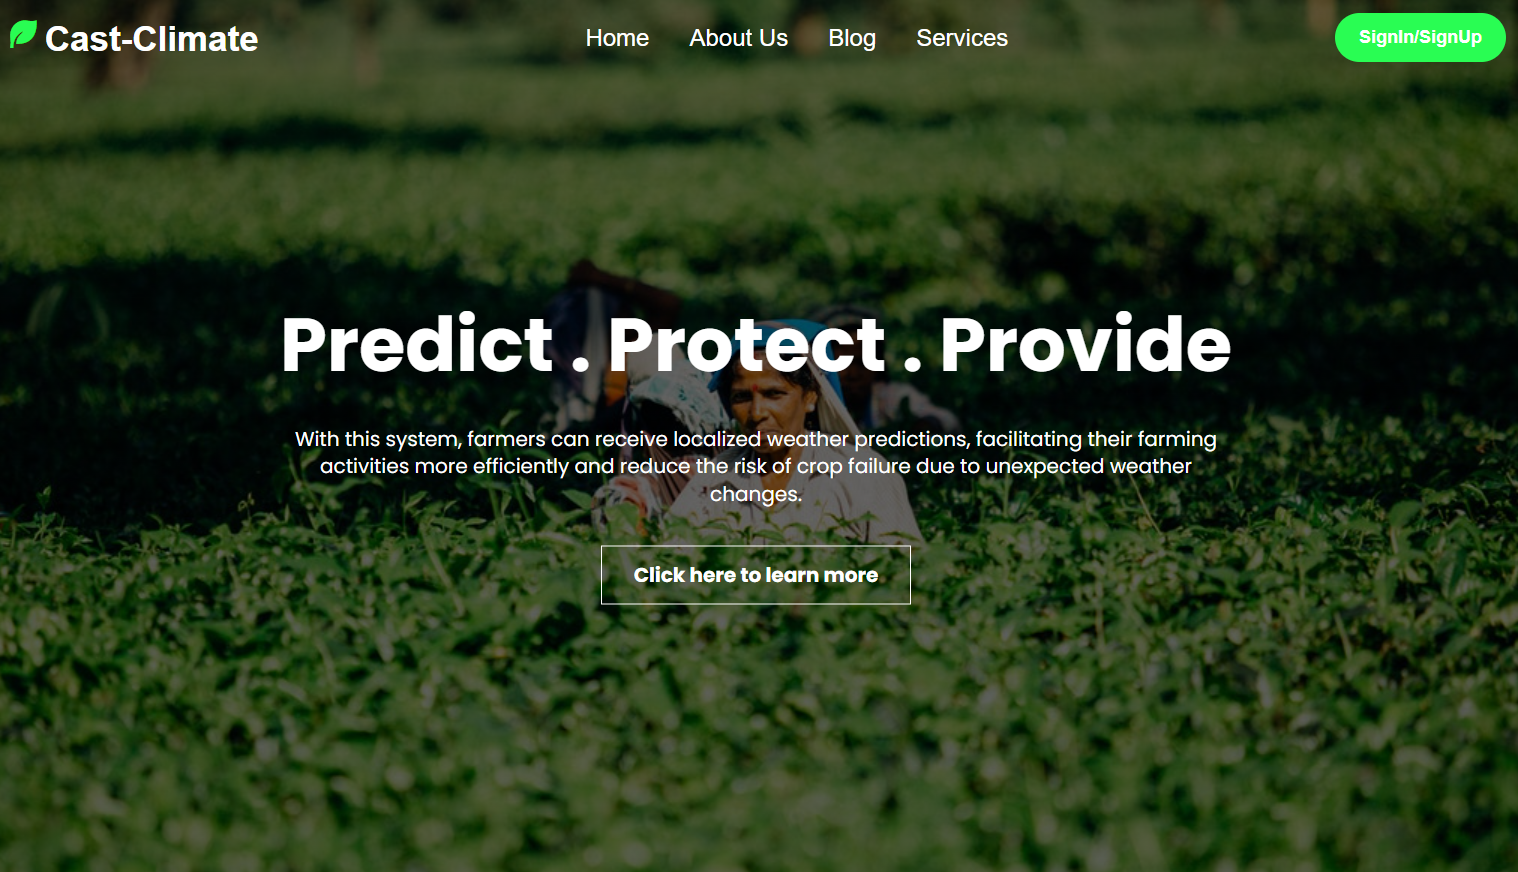 Cast-Climate
Home
About Us
Blog
Services
SignIn/SignUp
Predict . Protect . Provide
With this system, farmers can receive localized weather predictions, facilitating their farming
activities more efficiently and reduce the risk of crop failure due to unexpected weather
changes.
Click here to learn more